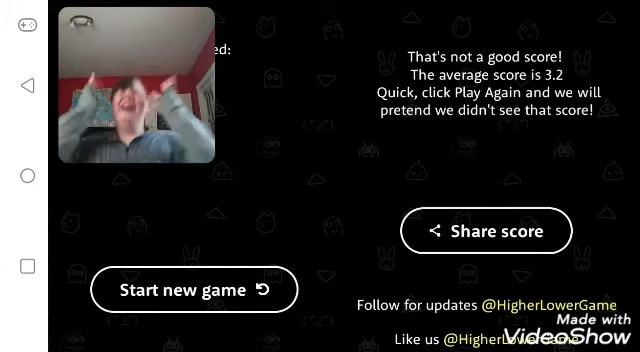 ed:
That's not a good score!
The average score is 3.2
Quick, click Play Again and we will
pretend we didn't see that score!
Share score
Start new game
Follow for updates @HigherLowerGame
Like us @HigherLowerGame
Made with
VideoShow